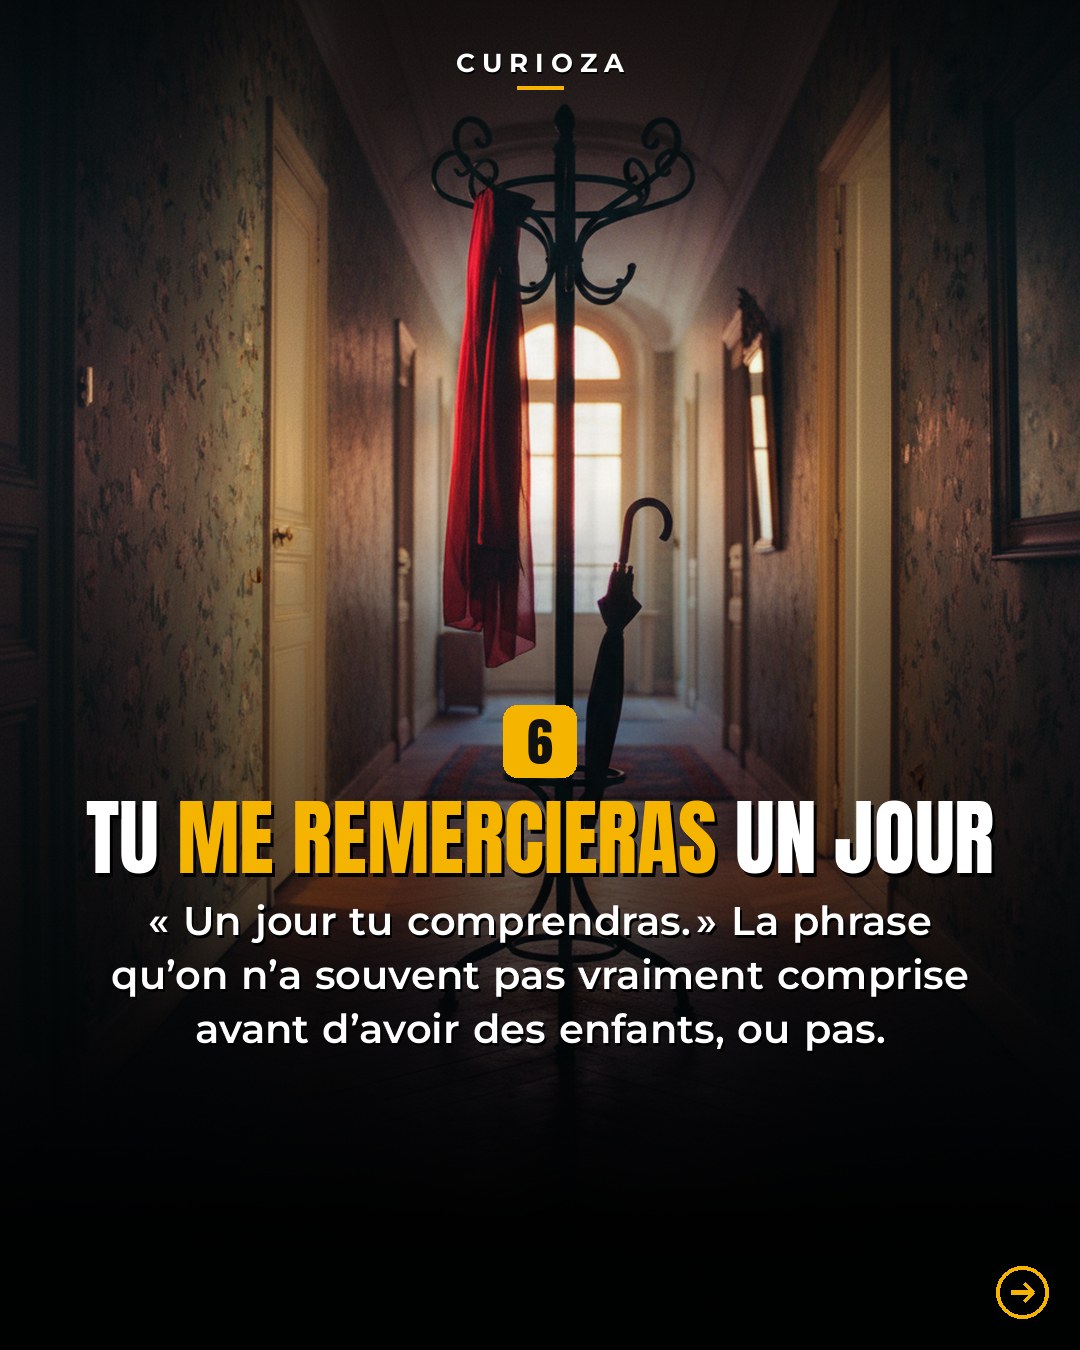 CURIOZA
6
TU ME REMERCIERAS UN JOUR
« Un jour tu comprendras. » La phrase
qu’on n’a souvent pas vraiment comprise
avant d’avoir des enfants, ou pas.